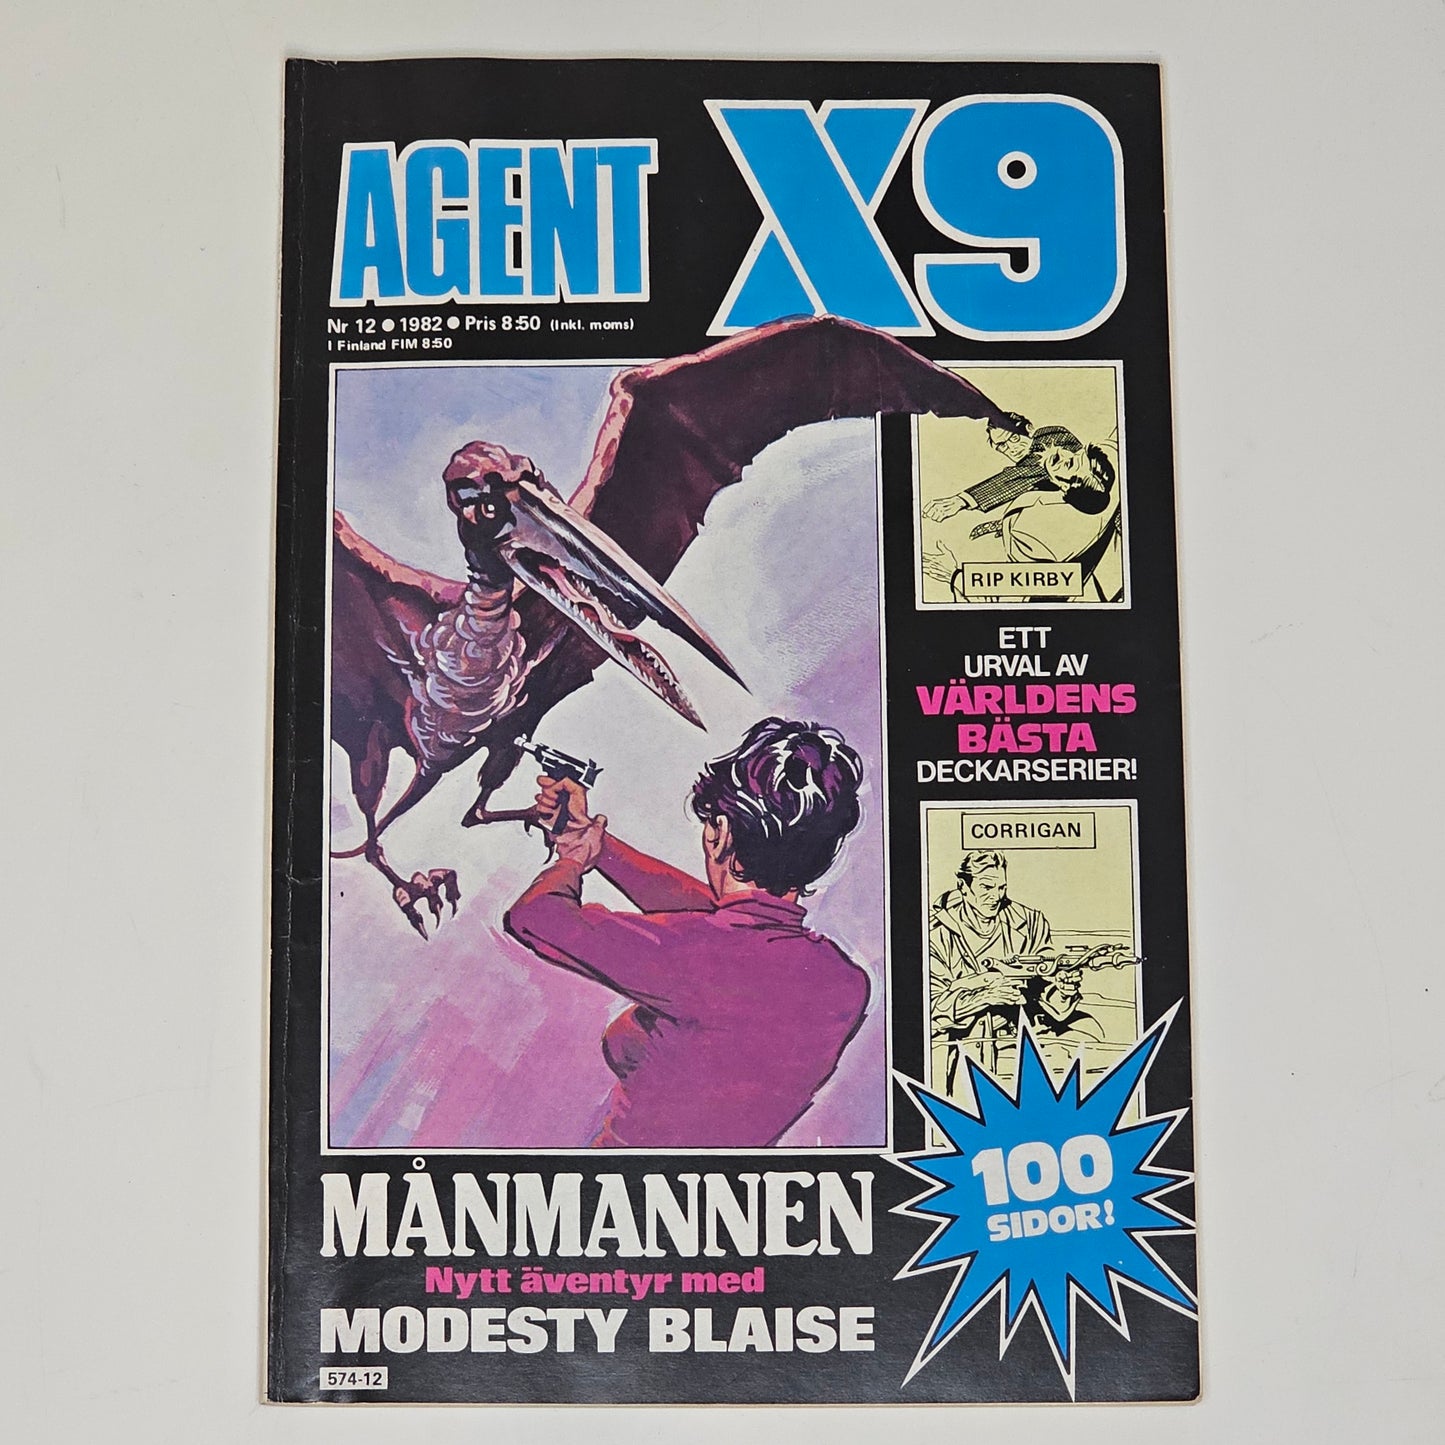 AGENT X9
Nr 12 ● 1982 ● Pris 8:50 (Inkl. moms)
I Finland FIM 8:50
RIP KIRBY
ETT
URVAL AV
VÄRLDENS
BÄSTA
DECKARSERIER!
CORRIGAN
100
SIDOR!
MÅNMANNEN
Nytt äventyr med
MODESTY BLAISE
574-12